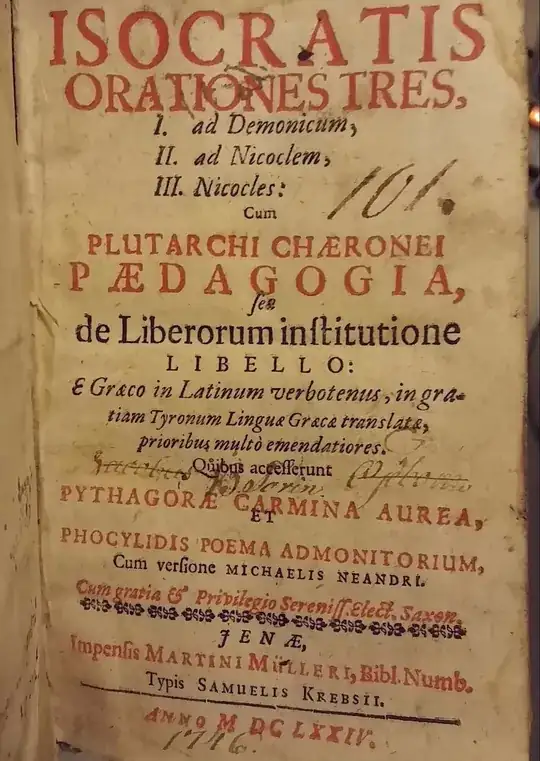 ISOCRATIS
ORATIONES TRES,
I. ad Demonicum,
II. ad Nicoclem,
III. Nicocles:
101.
Cum
PLUTARCHI CHÆRONEI
PÆDAGOGIA,
ſeu
de Liberorum inſtitutione
LIBELLO:
E Græco in Latinum verbotenus, in gra-
tiam Tyronum Linguæ Græcæ translatæ,
prioribus multò emendatiores.
Quibus acceſſerunt
PYTHAGORÆ CARMINA AUREA,
ET
PHOCYLIDIS POEMA ADMONITORIUM,
Cum verſione MICHAELIS NEANDRI.
Cum gratia & Privilegio Sereniſſ. Elect. Saxon.
JENÆ,
Impenſis MARTINI MÜLLERI, Bibl. Numb.
Typis SAMUELIS KREBSII.
ANNO M DC LXXIV.
1746.